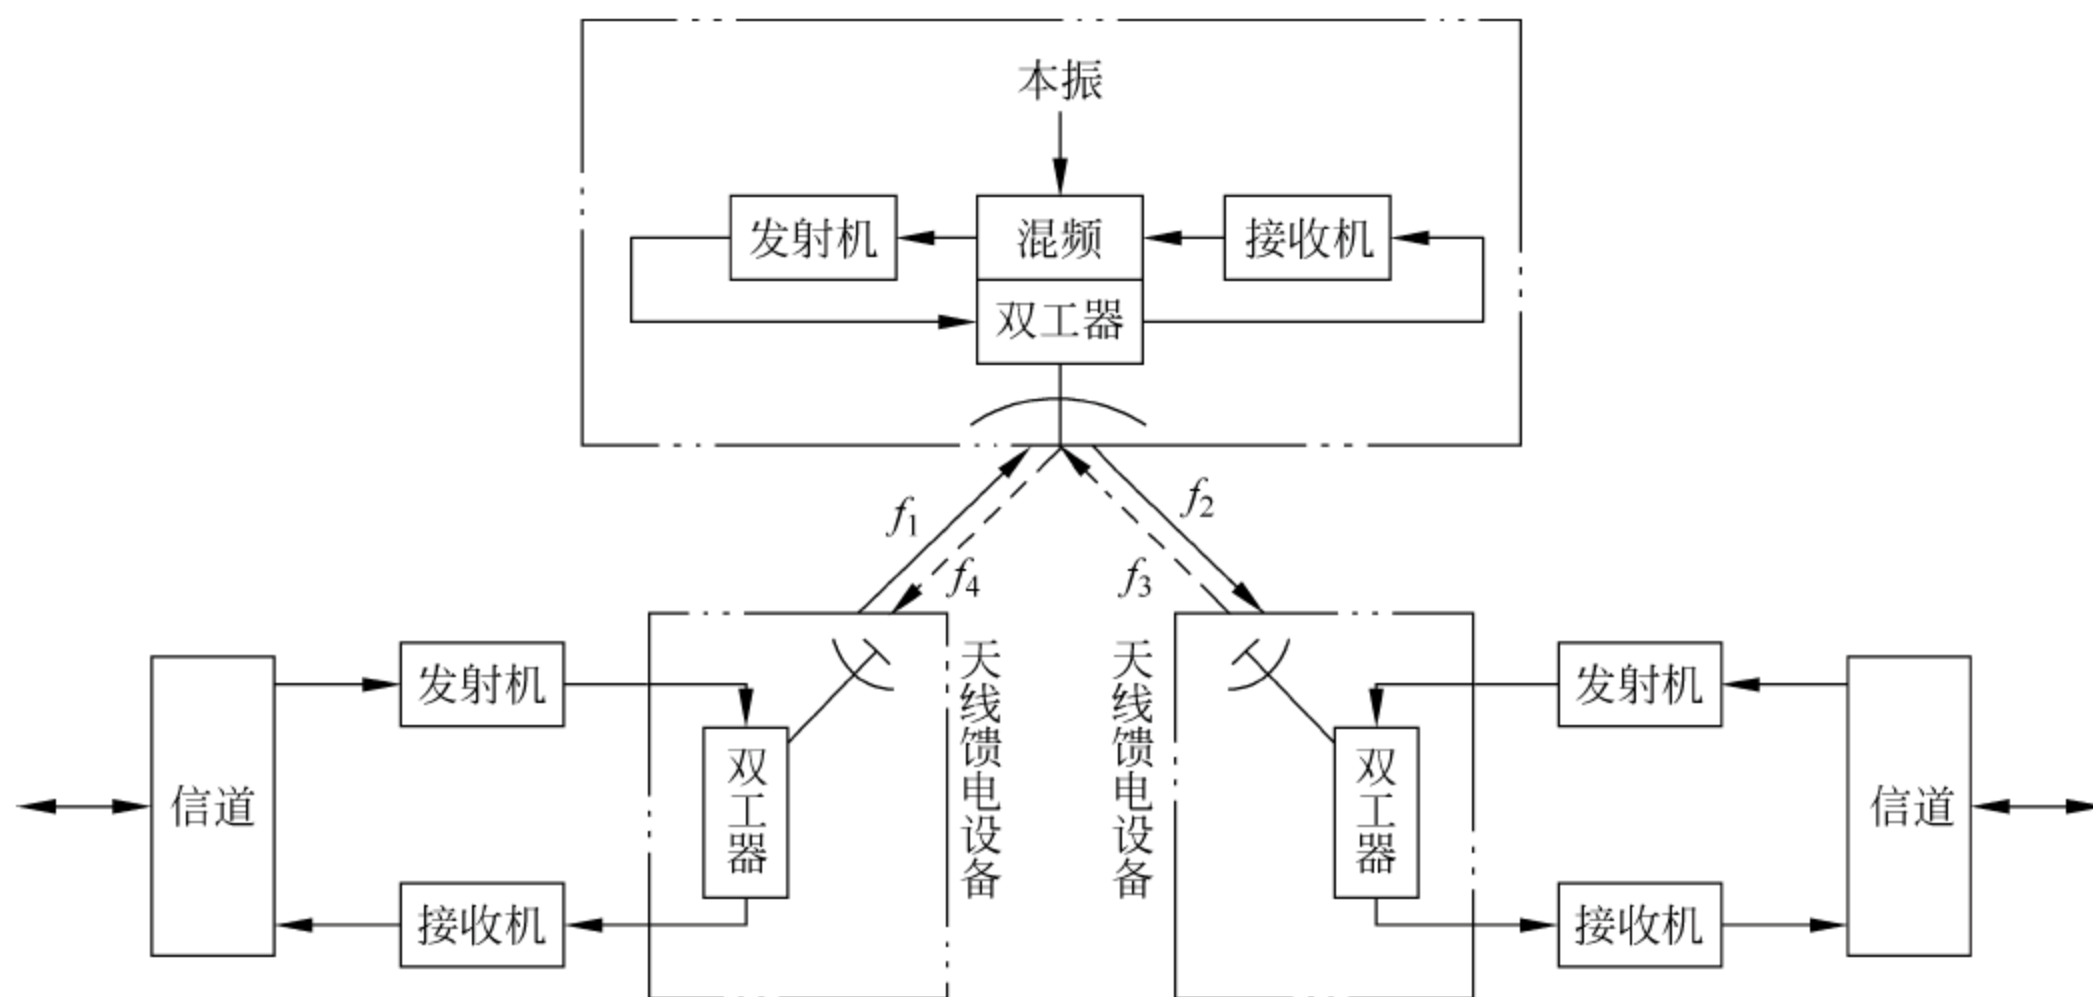 本振
发射机
混频
接收机
双工器
f1
f2
f4
f3
天线馈电设备
天线馈电设备
发射机
发射机
双工器
双工器
信道
信道
接收机
接收机